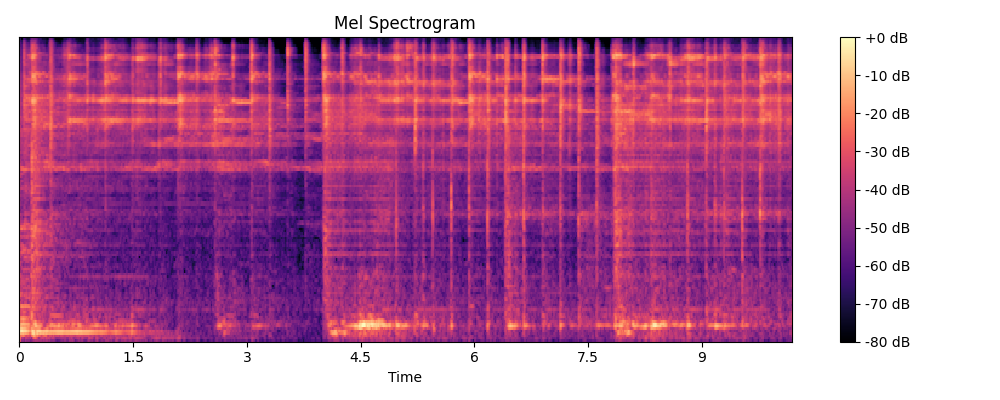 Mel Spectrogram
+0 dB
-10 dB
-20 dB
-30 dB
-40 dB
-50 dB
-60 dB
-70 dB
-80 dB
0 1.5 3 4.5 6 7.5 9
Time